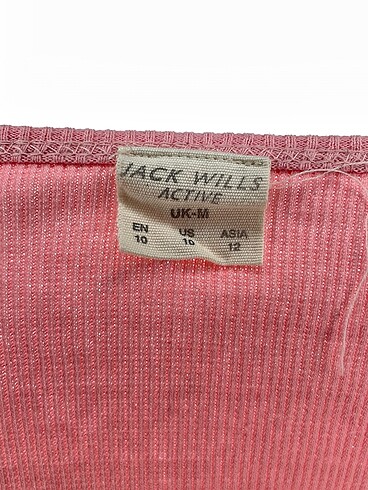 JACK WILLS
ACTIVE
UK-M
EN US ASIA
10 10 12